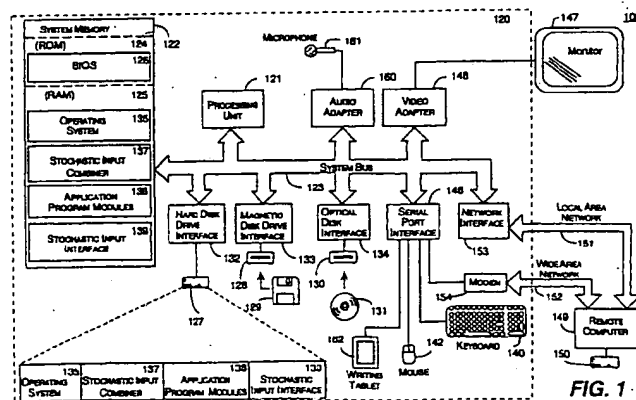 147
120
10
SYSTEM MEMORY
122
(ROM) 124
BIOS 126
(RAM) 125
OPERATING SYSTEM
135
STOCHASTIC INPUT COMBINER
137
APPLICATION PROGRAM MODULES
STOCHASTIC INPUT INTERFACE
139
MICROPHONE
161
121
PROCESSING UNIT
160
AUDIO ADAPTER
148
VIDEO ADAPTER
Monitor
SYSTEM BUS
123
HARD DISK DRIVE INTERFACE
132
MAGNETIC DISK DRIVE INTERFACE
133
OPTICAL DISK INTERFACE
134
146
SERIAL PORT INTERFACE
NETWORK INTERFACE
153
LOCAL AREA NETWORK
151
WIDE AREA NETWORK
152
MODEM
154
127
128
129
130
131
162
WRITING TABLET
142
MOUSE
KEYBOARD
140
149
REMOTE COMPUTER
150
135
OPERATING SYSTEM
137
STOCHASTIC INPUT COMBINER
APPLICATION PROGRAM MODULES
STOCHASTIC INPUT INTERFACE
FIG. 1